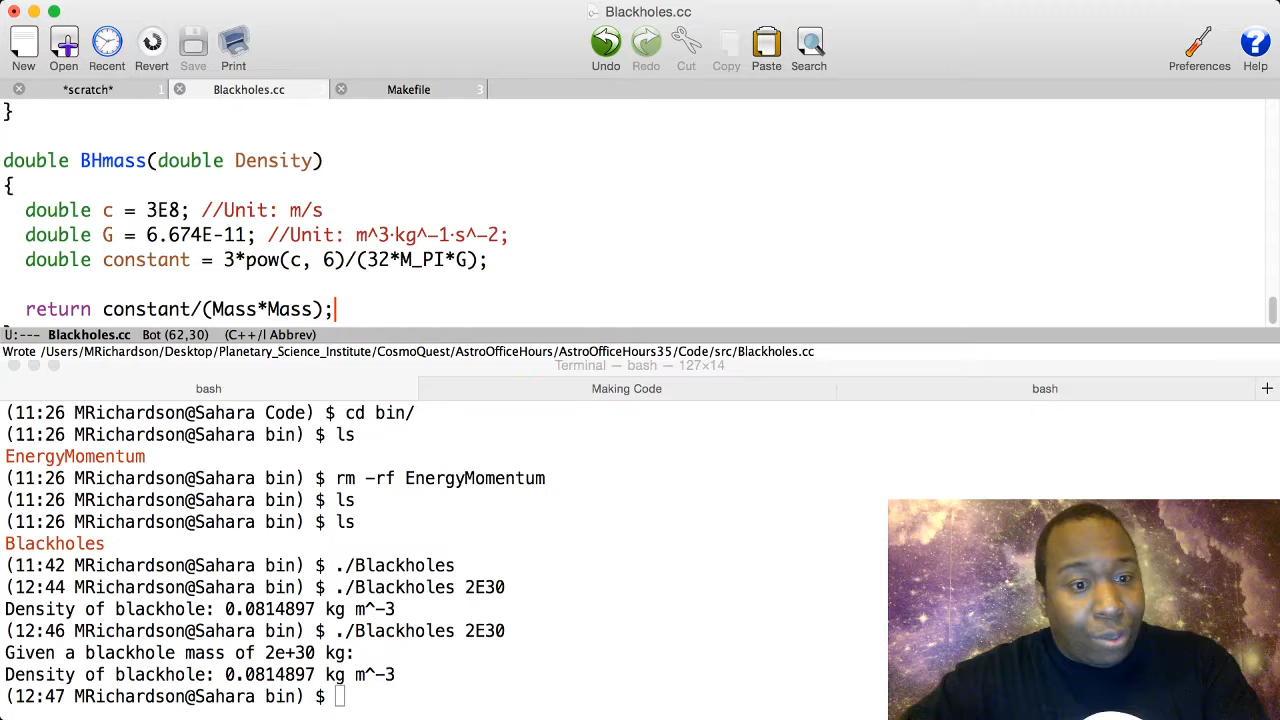 Blackholes.cc
New Open Recent Revert Save Print Undo Redo Cut Copy Paste Search Preferences Help
*scratch* 1 Blackholes.cc Makefile 3
}
double BHmass(double Density)
{
double c = 3E8; //Unit: m/s
double G = 6.674E-11; //Unit: m^3·kg^-1·s^-2;
double constant = 3*pow(c, 6)/(32*M_PI*G);
return constant/(Mass*Mass);
U:--- Blackholes.cc Bot (62,30) (C++/l Abbrev)
Wrote /Users/MRichardson/Desktop/Planetary_Science_Institute/CosmoQuest/AstroOfficeHours/AstroOfficeHours35/Code/src/Blackholes.cc
Terminal — bash — 127×14
bash Making Code bash +
(11:26 MRichardson@Sahara Code) $ cd bin/
(11:26 MRichardson@Sahara bin) $ ls
EnergyMomentum
(11:26 MRichardson@Sahara bin) $ rm -rf EnergyMomentum
(11:26 MRichardson@Sahara bin) $ ls
(11:26 MRichardson@Sahara bin) $ ls
Blackholes
(11:42 MRichardson@Sahara bin) $ ./Blackholes
(12:44 MRichardson@Sahara bin) $ ./Blackholes 2E30
Density of blackhole: 0.0814897 kg m^-3
(12:46 MRichardson@Sahara bin) $ ./Blackholes 2E30
Given a blackhole mass of 2e+30 kg:
Density of blackhole: 0.0814897 kg m^-3
(12:47 MRichardson@Sahara bin) $